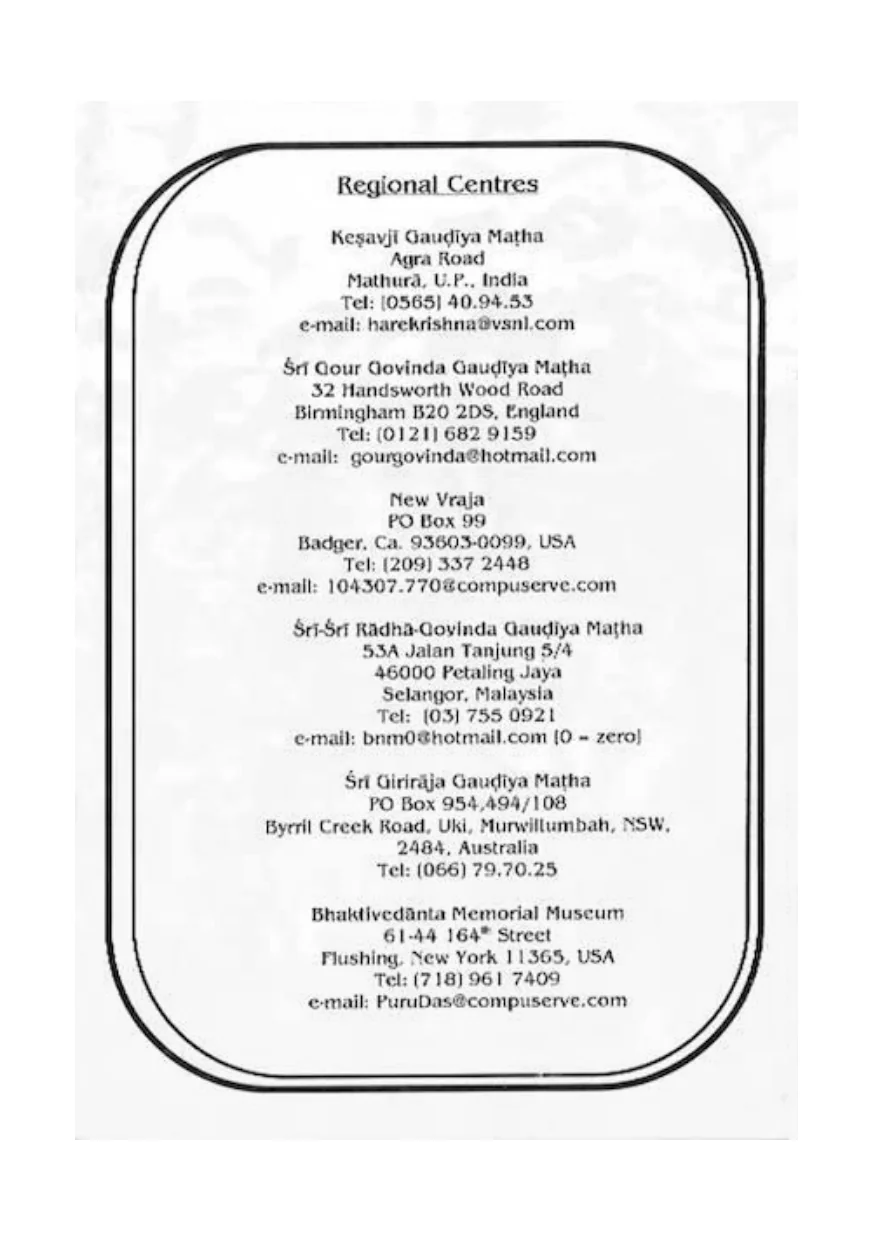 Regional Centres
Keṣavjī Gauḍīya Maṭha
Agra Road
Mathurā, U.P., India
Tel: (0565) 40.94.53
e-mail: harekrishna@vsnl.com
Śrī Gour Govinda Gauḍīya Maṭha
32 Handsworth Wood Road
Birmingham B20 2DS, England
Tel: (0121) 682 9159
e-mail: gourgovinda@hotmail.com
New Vraja
PO Box 99
Badger, Ca. 93603-0099, USA
Tel: (209) 337 2448
e-mail: 104307.770@compuserve.com
Śrī-Śrī Rādhā-Govinda Gauḍīya Maṭha
53A Jalan Tanjung 5/4
46000 Petaling Jaya
Selangor, Malaysia
Tel: (03) 755 0921
e-mail: bnm0@hotmail.com (0 = zero)
Śrī Girirāja Gauḍīya Maṭha
PO Box 954,494/108
Byrril Creek Road, Uki, Murwillumbah, NSW,
2484, Australia
Tel: (066) 79.70.25
Bhaktivedānta Memorial Museum
61-44 164th Street
Flushing, New York 11365, USA
Tel: (718) 961 7409
e-mail: PuruDas@compuserve.com